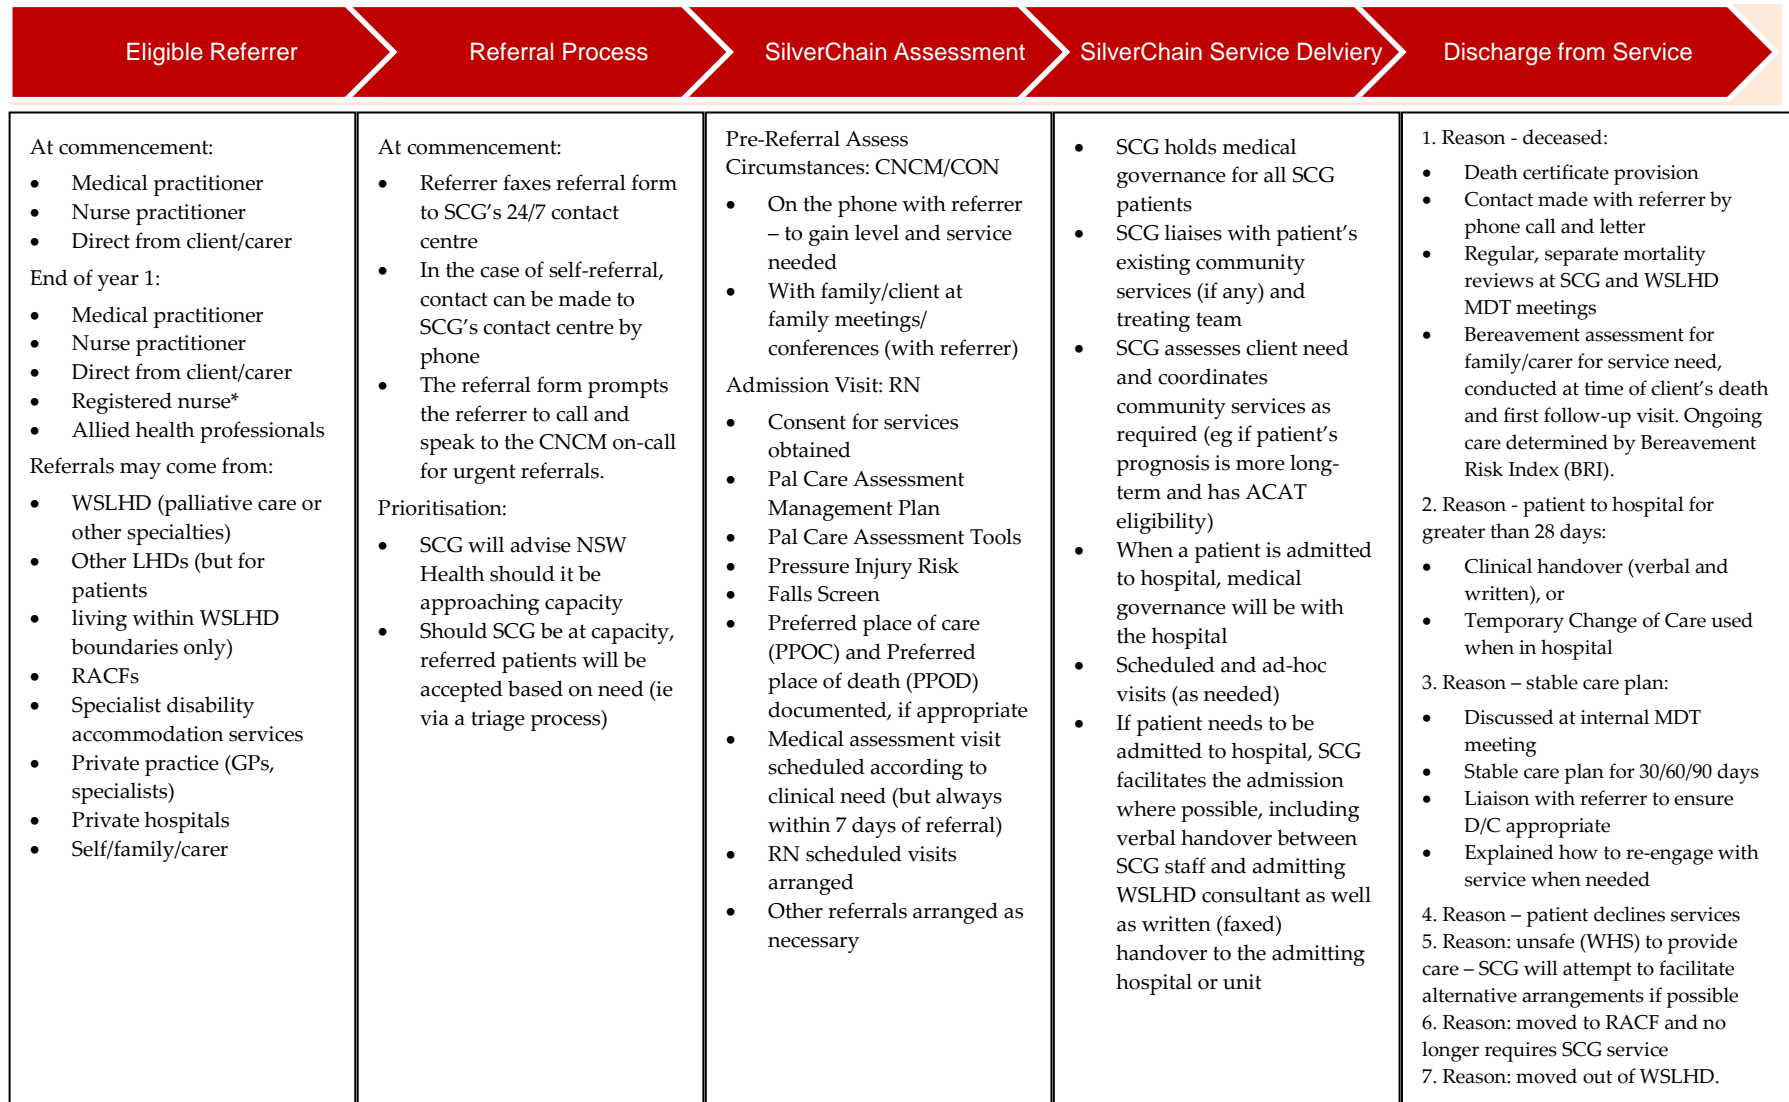 Eligible Referrer
Referral Process
SilverChain Assessment
SilverChain Service Delviery
Discharge from Service
At commencement:
• Medical practitioner
• Nurse practitioner
• Direct from client/carer
End of year 1:
• Medical practitioner
• Nurse practitioner
• Direct from client/carer
• Registered nurse*
• Allied health professionals
Referrals may come from:
• WSLHD (palliative care or
other specialties)
• Other LHDs (but for
patients
• living within WSLHD
boundaries only)
• RACFs
• Specialist disability
accommodation services
• Private practice (GPs,
specialists)
• Private hospitals
• Self/family/carer
At commencement:
• Referrer faxes referral form
to SCG’s 24/7 contact
centre
• In the case of self-referral,
contact can be made to
SCG’s contact centre by
phone
• The referral form prompts
the referrer to call and
speak to the CNCM on-call
for urgent referrals.
Prioritisation:
• SCG will advise NSW
Health should it be
approaching capacity
• Should SCG be at capacity,
referred patients will be
accepted based on need (ie
via a triage process)
Pre-Referral Assess
Circumstances: CNCM/CON
• On the phone with referrer
– to gain level and service
needed
• With family/client at
family meetings/
conferences (with referrer)
Admission Visit: RN
• Consent for services
obtained
• Pal Care Assessment
Management Plan
• Pal Care Assessment Tools
• Pressure Injury Risk
• Falls Screen
• Preferred place of care
(PPOC) and Preferred
place of death (PPOD)
documented, if appropriate
• Medical assessment visit
scheduled according to
clinical need (but always
within 7 days of referral)
• RN scheduled visits
arranged
• Other referrals arranged as
necessary
• SCG holds medical
governance for all SCG
patients
• SCG liaises with patient’s
existing community
services (if any) and
treating team
• SCG assesses client need
and coordinates
community services as
required (eg if patient’s
prognosis is more long-
term and has ACAT
eligibility)
• When a patient is admitted
to hospital, medical
governance will be with
the hospital
• Scheduled and ad-hoc
visits (as needed)
• If patient needs to be
admitted to hospital, SCG
facilitates the admission
where possible, including
verbal handover between
SCG staff and admitting
WSLHD consultant as well
as written (faxed)
handover to the admitting
hospital or unit
1. Reason - deceased:
• Death certificate provision
• Contact made with referrer by
phone call and letter
• Regular, separate mortality
reviews at SCG and WSLHD
MDT meetings
• Bereavement assessment for
family/carer for service need,
conducted at time of client’s death
and first follow-up visit. Ongoing
care determined by Bereavement
Risk Index (BRI).
2. Reason - patient to hospital for
greater than 28 days:
• Clinical handover (verbal and
written), or
• Temporary Change of Care used
when in hospital
3. Reason – stable care plan:
• Discussed at internal MDT
meeting
• Stable care plan for 30/60/90 days
• Liaison with referrer to ensure
D/C appropriate
• Explained how to re-engage with
service when needed
4. Reason – patient declines services
5. Reason: unsafe (WHS) to provide
care – SCG will attempt to facilitate
alternative arrangements if possible
6. Reason: moved to RACF and no
longer requires SCG service
7. Reason: moved out of WSLHD.